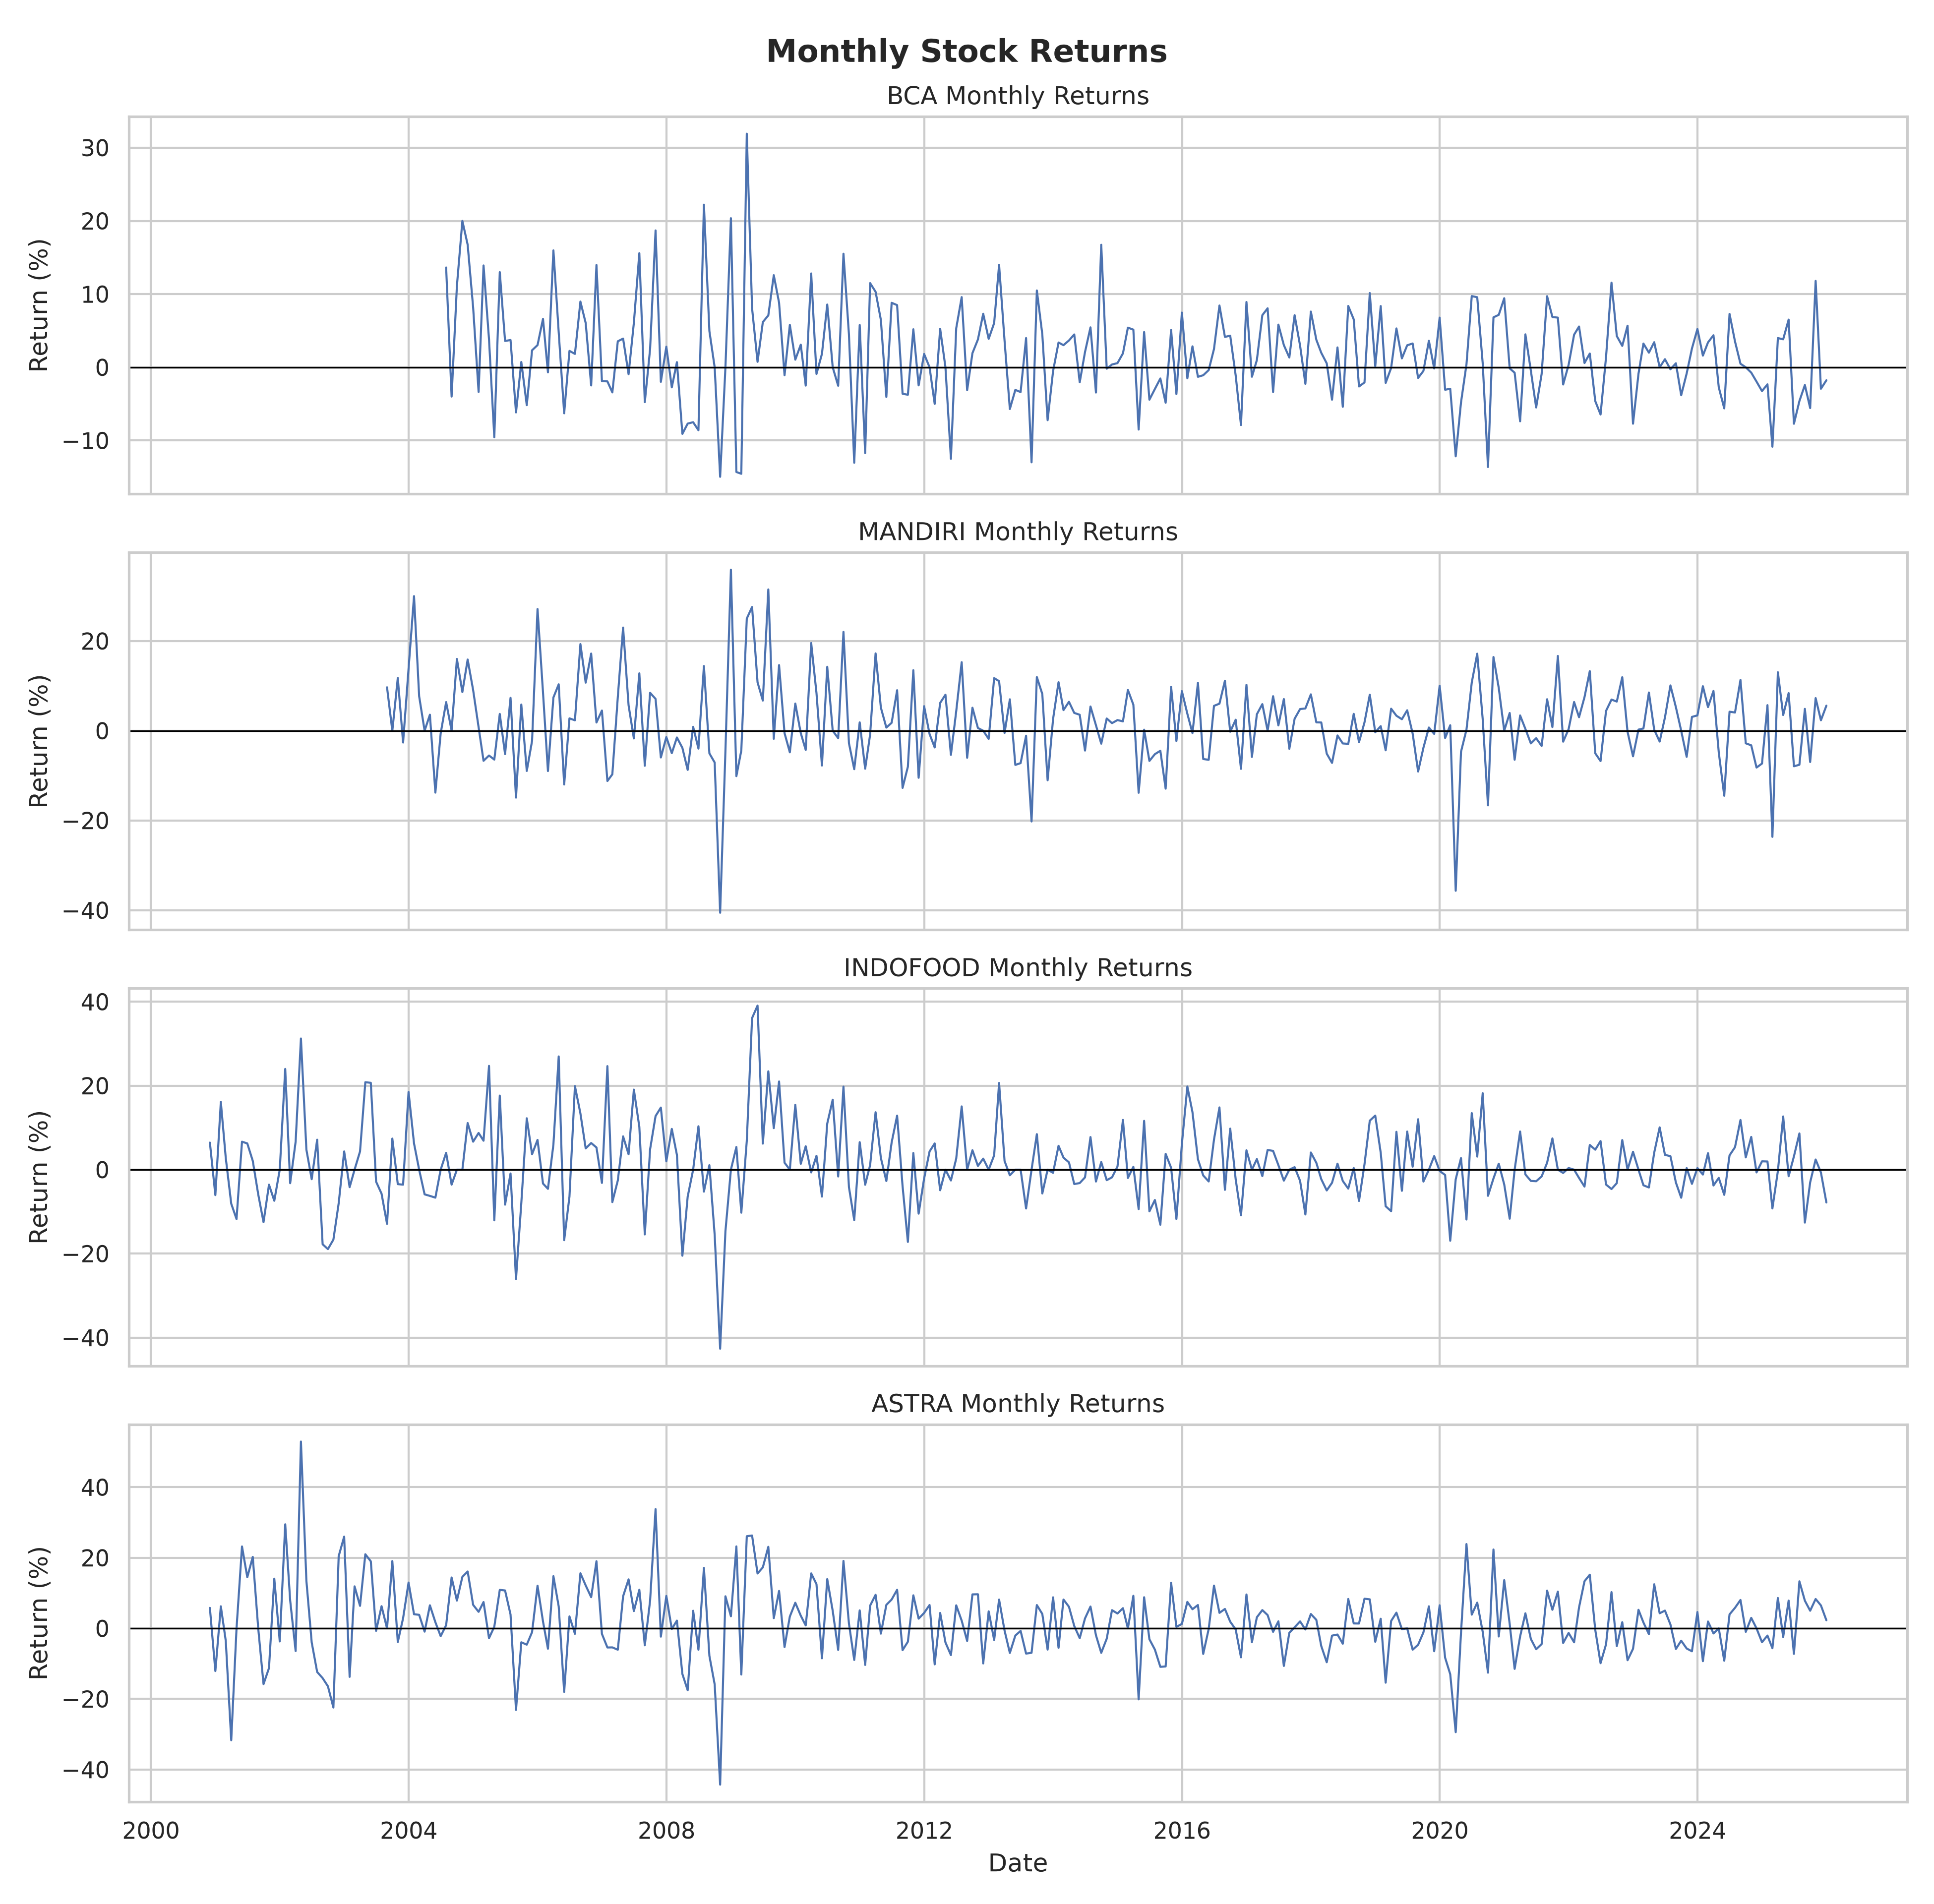 Monthly Stock Returns
BCA Monthly Returns
30
20
10
0
−10
Return (%)
MANDIRI Monthly Returns
20
0
−20
−40
Return (%)
INDOFOOD Monthly Returns
40
20
0
−20
−40
Return (%)
ASTRA Monthly Returns
40
20
0
−20
−40
Return (%)
2000 2004 2008 2012 2016 2020 2024
Date